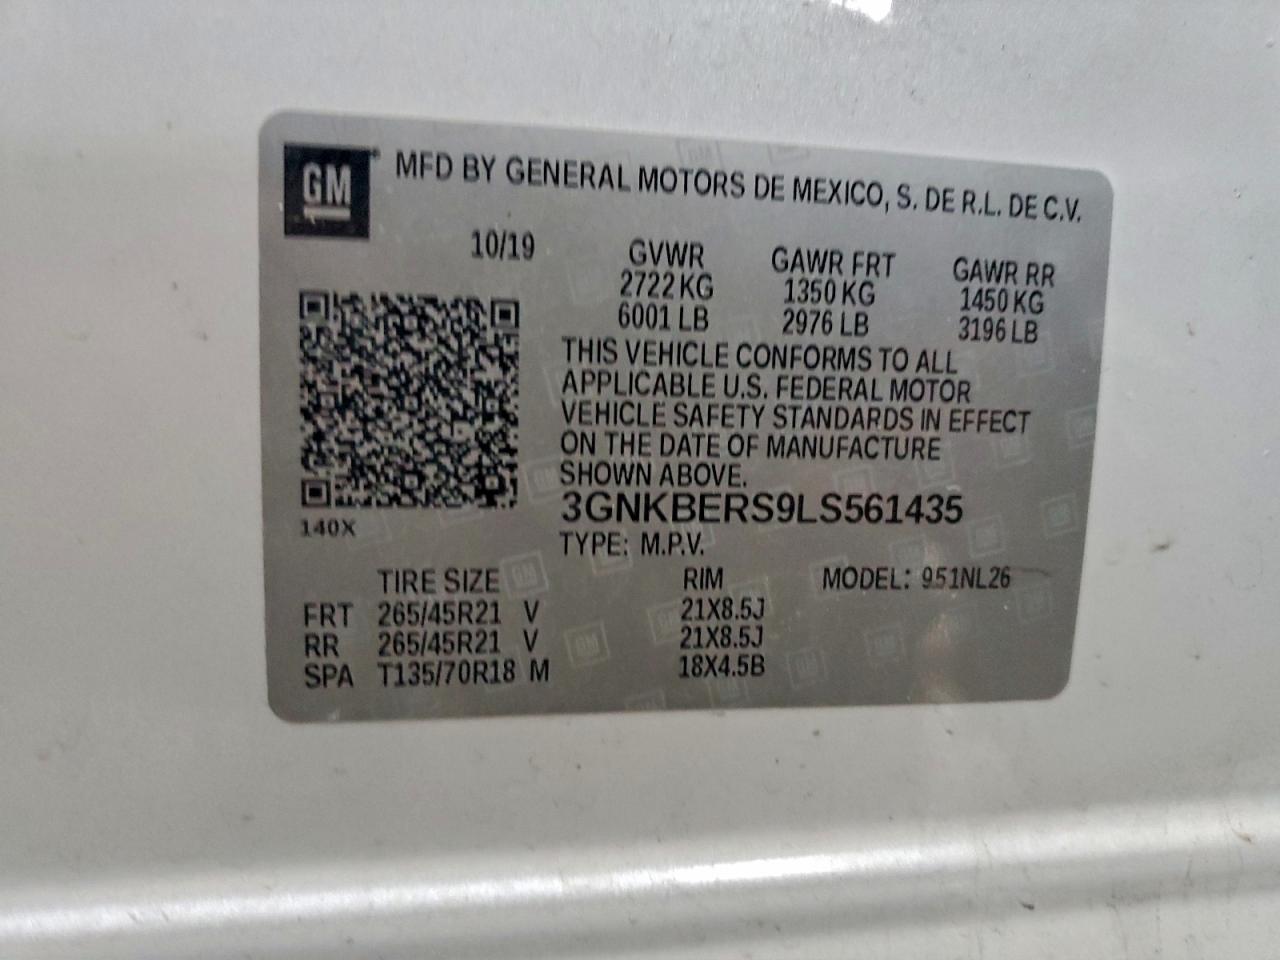 GM MFD BY GENERAL MOTORS DE MEXICO, S. DE R.L. DE C.V.
10/19 GVWR GAWR FRT GAWR RR
2722 KG 1350 KG 1450 KG
6001 LB 2976 LB 3196 LB
THIS VEHICLE CONFORMS TO ALL
APPLICABLE U.S. FEDERAL MOTOR
VEHICLE SAFETY STANDARDS IN EFFECT
ON THE DATE OF MANUFACTURE
SHOWN ABOVE.
3GNKBERS9LS561435
140X
TYPE: M.P.V.
TIRE SIZE RIM MODEL: 951NL26
FRT 265/45R21 V 21X8.5J
RR 265/45R21 V 21X8.5J
SPA T135/70R18 M 18X4.5B